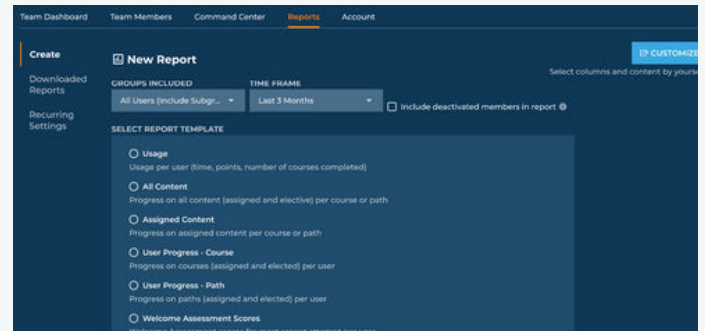 Team Dashboard Team Members Command Center Reports Account
Create
Downloaded
Reports
Recurring
Settings
New Report
CUSTOMIZE
Select columns and content by yourse
GROUPS INCLUDED TIME FRAME
All Users (Include Subgr... Last 3 Months Include deactivated members in report
SELECT REPORT TEMPLATE
Usage
Usage per user (time, points, number of courses completed)
All Content
Progress on all content (assigned and elective) per course or path
Assigned Content
Progress on assigned content per course or path
User Progress - Course
Progress on courses (assigned and elected) per user
User Progress - Path
Progress on paths (assigned and elected) per user
Welcome Assessment Scores